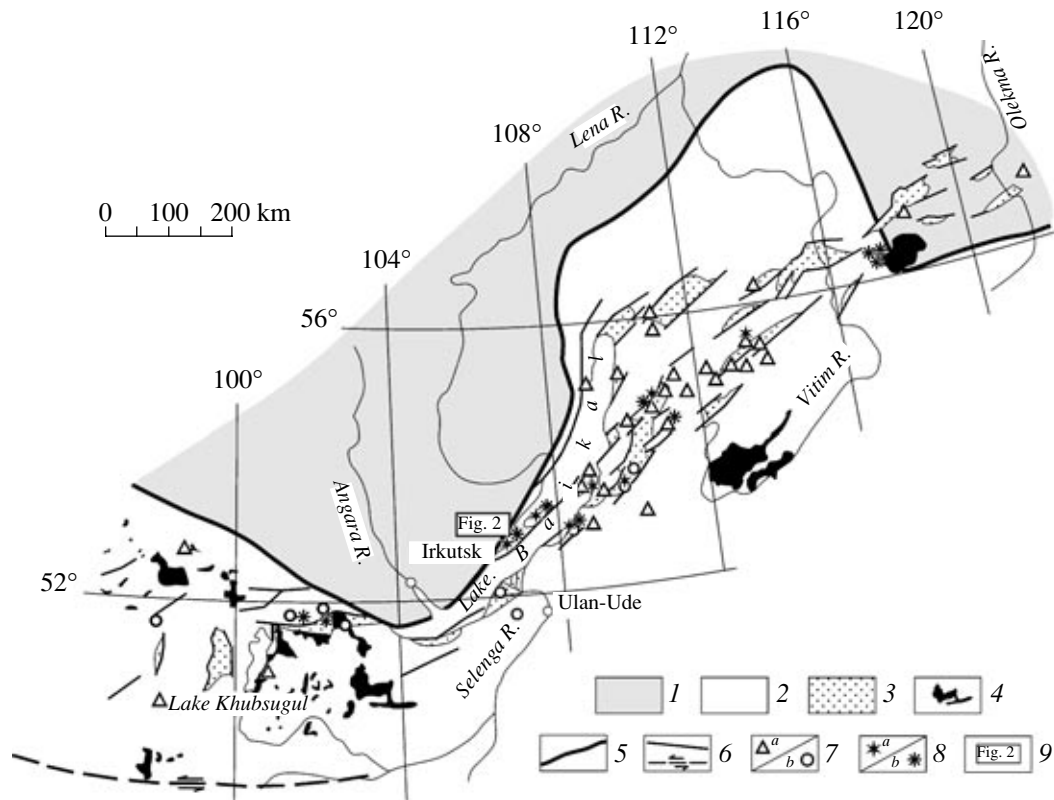 116°
120°
112°
Olekma R.
108°
Lena R.
0 100 200 km
104°
56°
100°
Vitim R.
Angara R.
Fig. 2
Irkutsk
Lake Baikal
52°
Ulan-Ude
Selenga R.
Lake Khubsugul
1 2 3 4
5 6 a b 7 a b 8 Fig. 2 9